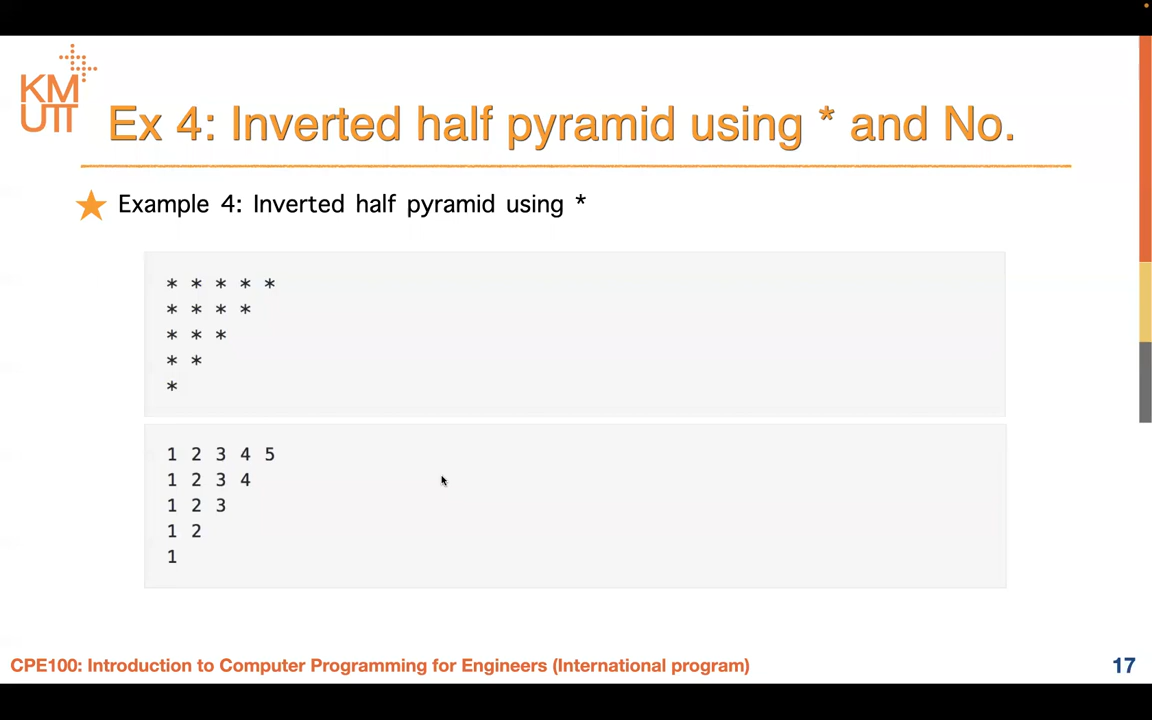 KM
UTT
Ex 4: Inverted half pyramid using * and No.
Example 4: Inverted half pyramid using *
* * * * *
* * * *
* * *
* *
*
1 2 3 4 5
1 2 3 4
1 2 3
1 2
1
CPE100: Introduction to Computer Programming for Engineers (International program)
17